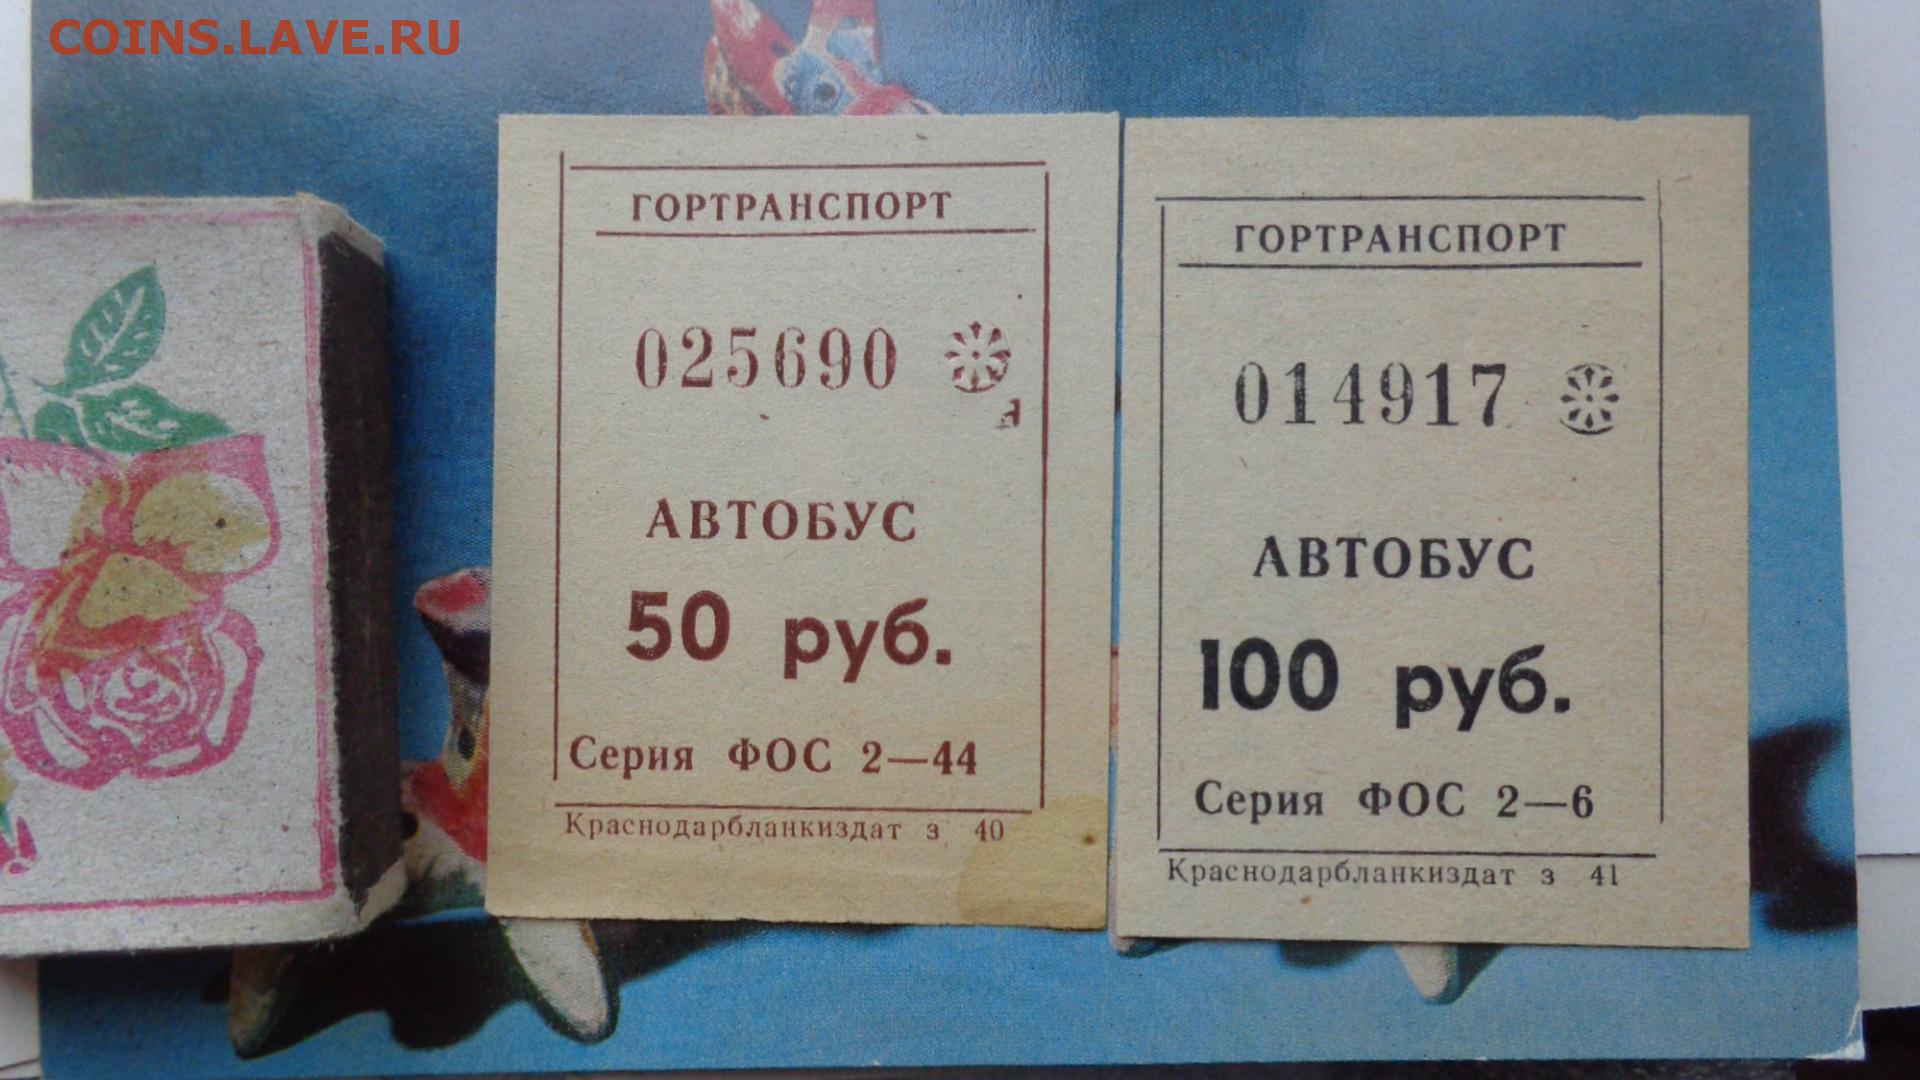 COINS.LAVE.RU
ГОРТРАНСПОРТ
025690
АВТОБУС
50 руб.
Серия ФОС 2—44
Краснодарбланкиздат з 40
ГОРТРАНСПОРТ
014917
АВТОБУС
100 руб.
Серия ФОС 2—6
Краснодарбланкиздат з 41